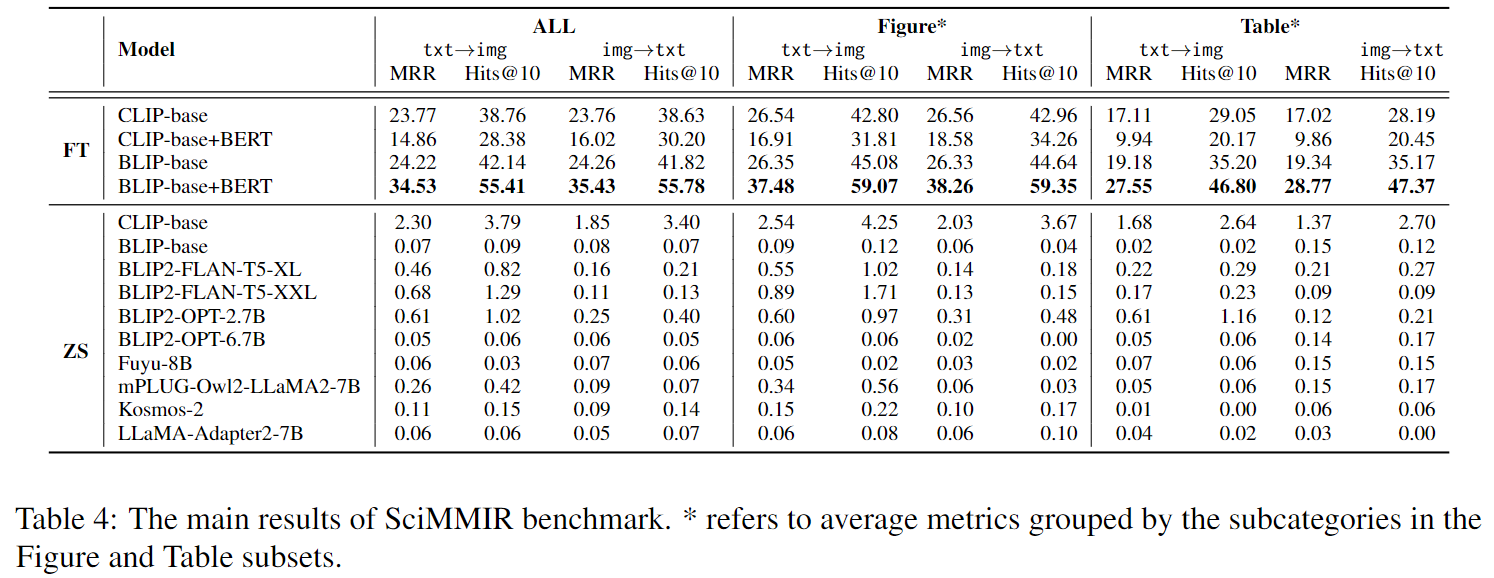 ALL Figure* Table*
Model txt→img img→txt txt→img img→txt txt→img img→txt
MRR Hits@10 MRR Hits@10 MRR Hits@10 MRR Hits@10 MRR Hits@10 MRR Hits@10
FT
CLIP-base 23.77 38.76 23.76 38.63 26.54 42.80 26.56 42.96 17.11 29.05 17.02 28.19
CLIP-base+BERT 14.86 28.38 16.02 30.20 16.91 31.81 18.58 34.26 9.94 20.17 9.86 20.45
BLIP-base 24.22 42.14 24.26 41.82 26.35 45.08 26.33 44.64 19.18 35.20 19.34 35.17
BLIP-base+BERT 34.53 55.41 35.43 55.78 37.48 59.07 38.26 59.35 27.55 46.80 28.77 47.37
ZS
CLIP-base 2.30 3.79 1.85 3.40 2.54 4.25 2.03 3.67 1.68 2.64 1.37 2.70
BLIP-base 0.07 0.09 0.08 0.07 0.09 0.12 0.06 0.04 0.02 0.02 0.15 0.12
BLIP2-FLAN-T5-XL 0.46 0.82 0.16 0.21 0.55 1.02 0.14 0.18 0.22 0.29 0.21 0.27
BLIP2-FLAN-T5-XXL 0.68 1.29 0.11 0.13 0.89 1.71 0.13 0.15 0.17 0.23 0.09 0.09
BLIP2-OPT-2.7B 0.61 1.02 0.25 0.40 0.60 0.97 0.31 0.48 0.61 1.16 0.12 0.21
BLIP2-OPT-6.7B 0.05 0.06 0.06 0.05 0.06 0.06 0.02 0.00 0.05 0.06 0.14 0.17
Fuyu-8B 0.06 0.03 0.07 0.06 0.05 0.02 0.03 0.02 0.07 0.06 0.15 0.15
mPLUG-Owl2-LLaMA2-7B 0.26 0.42 0.09 0.07 0.34 0.56 0.06 0.03 0.05 0.06 0.15 0.17
Kosmos-2 0.11 0.15 0.09 0.14 0.15 0.22 0.10 0.17 0.01 0.00 0.06 0.06
LLaMA-Adapter2-7B 0.06 0.06 0.05 0.07 0.06 0.08 0.06 0.10 0.04 0.02 0.03 0.00
Table 4: The main results of SciMMIR benchmark. * refers to average metrics grouped by the subcategories in the
Figure and Table subsets.